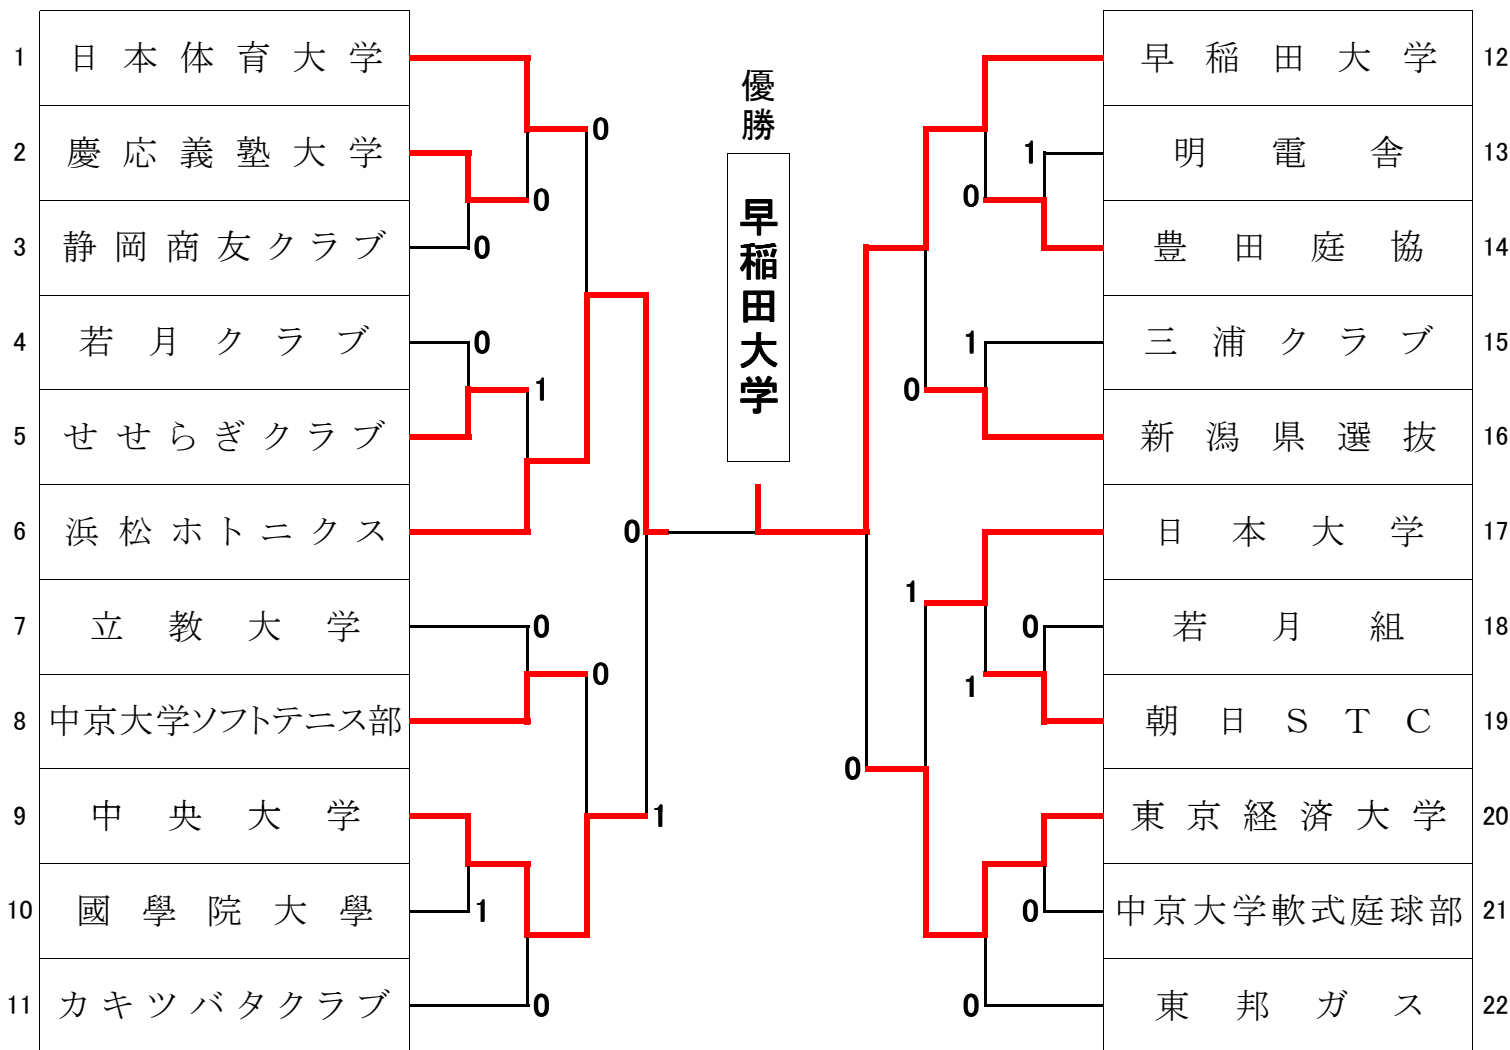 1 日本体育大学
2 慶応義塾大学
3 静岡商友クラブ
4 若月クラブ
5 せせらぎクラブ
6 浜松ホトニクス
7 立教大学
8 中京大学ソフトテニス部
9 中央大学
10 國學院大學
11 カキツバタクラブ
0
0
0
0
1
0
0
0
1
1
0
優勝
早稲田大学
1
0
1
0
1
0
1
0
0
0
早稲田大学 12
明電舎 13
豊田庭協 14
三浦クラブ 15
新潟県選抜 16
日本大学 17
若月組 18
朝日STC 19
東京経済大学 20
中京大学軟式庭球部 21
東邦ガス 22